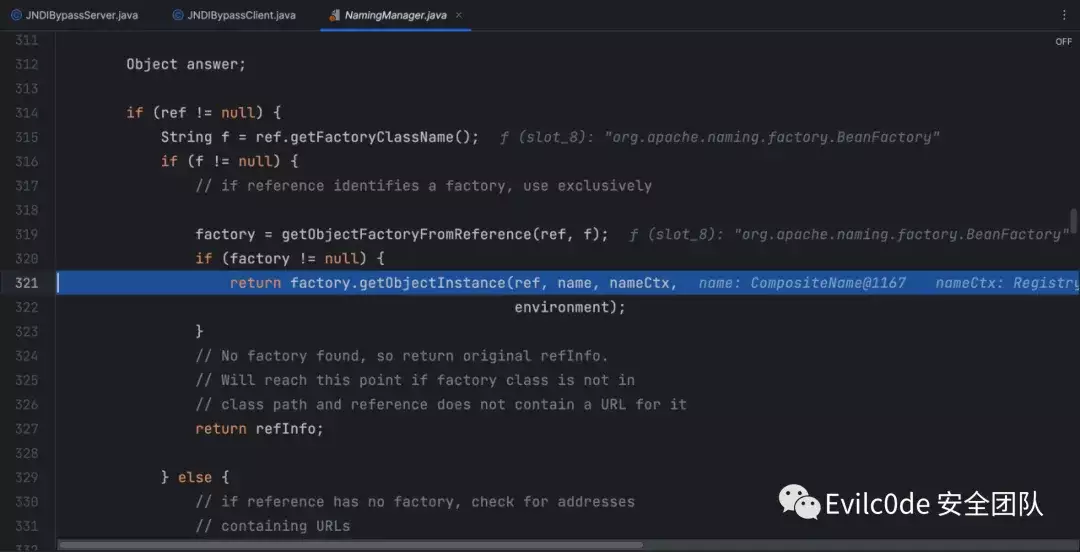 JNDIBypassServer.java JNDIBypassClient.java NamingManager.java
OFF
311
312 Object answer;
313
314 if (ref != null) {
315 String f = ref.getFactoryClassName(); f (slot_8): "org.apache.naming.factory.BeanFactory"
316 if (f != null) {
317 // if reference identifies a factory, use exclusively
318
319 factory = getObjectFactoryFromReference(ref, f); f (slot_8): "org.apache.naming.factory.BeanFactory"
320 if (factory != null) {
321 return factory.getObjectInstance(ref, name, nameCtx, name: CompositeName@1167 nameCtx: Registry
322 environment);
323 }
324 // No factory found, so return original refInfo.
325 // Will reach this point if factory class is not in
326 // class path and reference does not contain a URL for it
327 return refInfo;
328
329 } else {
330 // if reference has no factory, check for addresses
331 // containing URLs
332
Evilc0de 安全团队